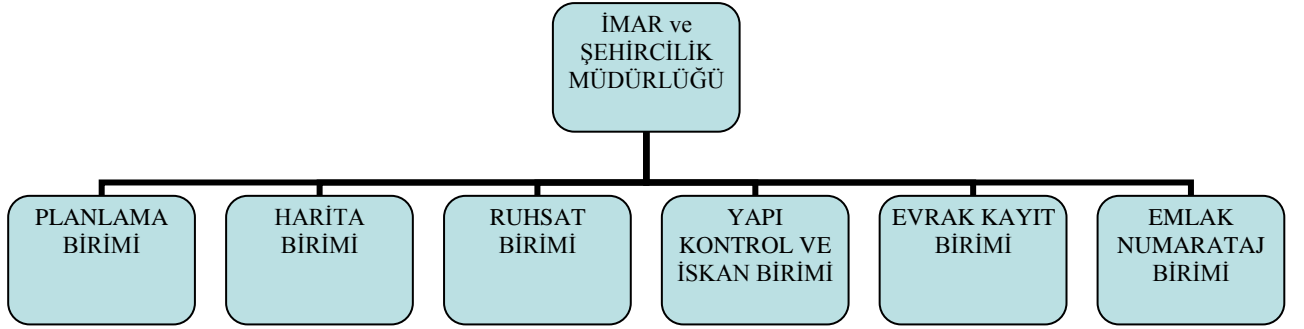 İMAR ve
ŞEHİRCİLİK
MÜDÜRLÜĞÜ
PLANLAMA
BİRİMİ
HARİTA
BİRİMİ
RUHSAT
BİRİMİ
YAPI
KONTROL VE
İSKAN BİRİMİ
EVRAK KAYIT
BİRİMİ
EMLAK
NUMARATAJ
BİRİMİ